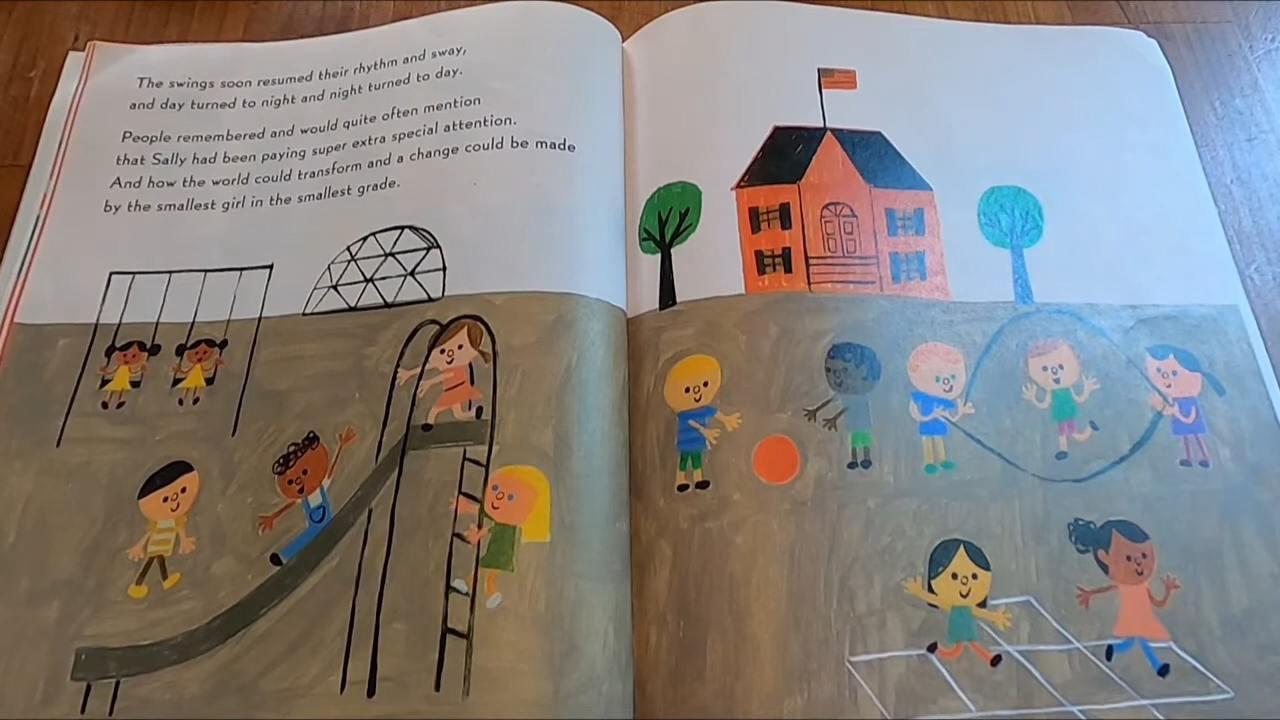 The swings soon resumed their rhythm and sway,
and day turned to night and night turned to day.
People remembered and would quite often mention
that Sally had been paying super extra special attention.
And how the world could transform and a change could be made
by the smallest girl in the smallest grade.